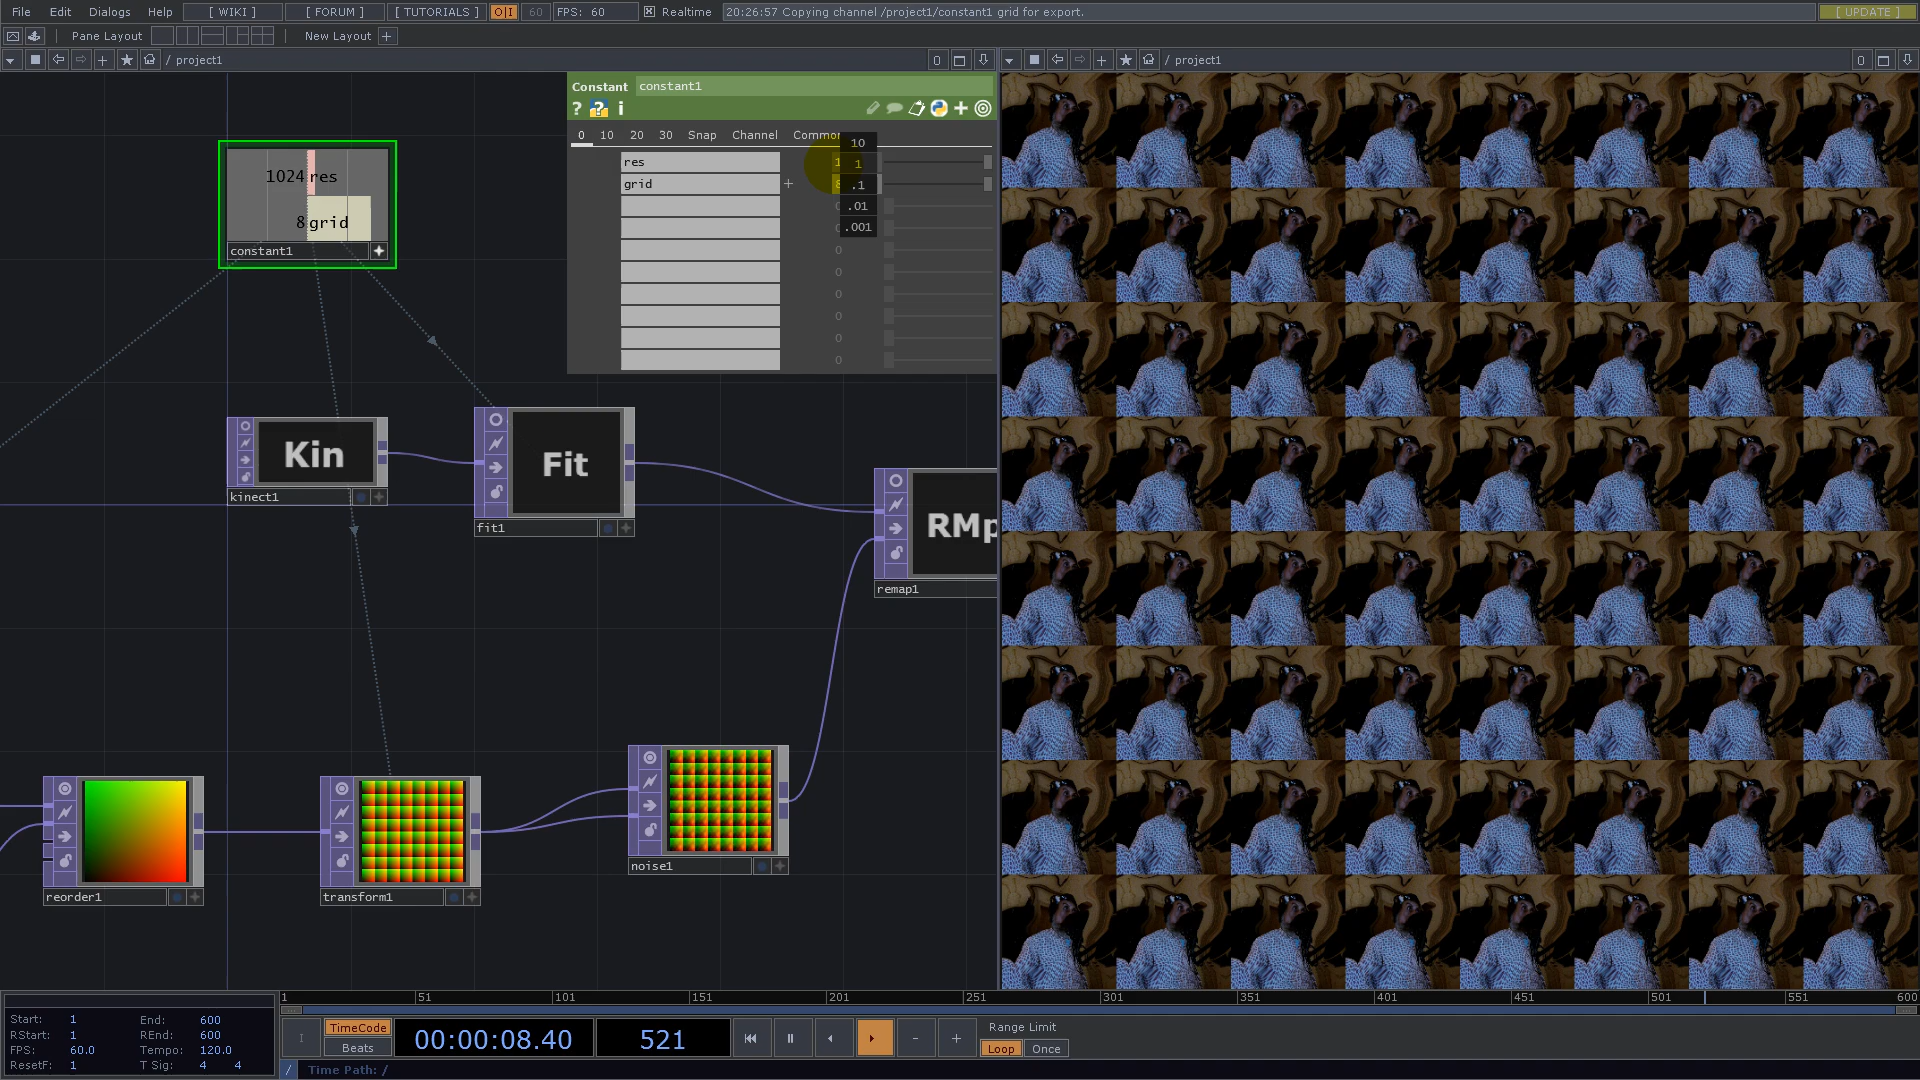 File Edit Dialogs Help [ WIKI ] [ FORUM ] [ TUTORIALS ] O|I 60 FPS: 60 Realtime 20:26:57 Copying channel /project1/constant1 grid for export. [ UPDATE ]
Pane Layout New Layout +
/ project1 0 / project1 0
Constant constant1
? ? i
0 10 20 30 Snap Channel Common
10
res 1 1
grid + 8 .1
0 .01
0 .001
0
0
0
0
0
0
1024 res
8 grid
constant1
Kin
kinect1
Fit
fit1
RMp
remap1
reorder1
transform1
noise1
1 51 101 151 201 251 301 351 401 451 501 551 600
Start: 1 End: 600
RStart: 1 REnd: 600
FPS: 60.0 Tempo: 120.0
ResetF: 1 T Sig: 4 4
I TimeCode Beats 00:00:08.40 521 - +
Range Limit
Loop Once
/ Time Path: /